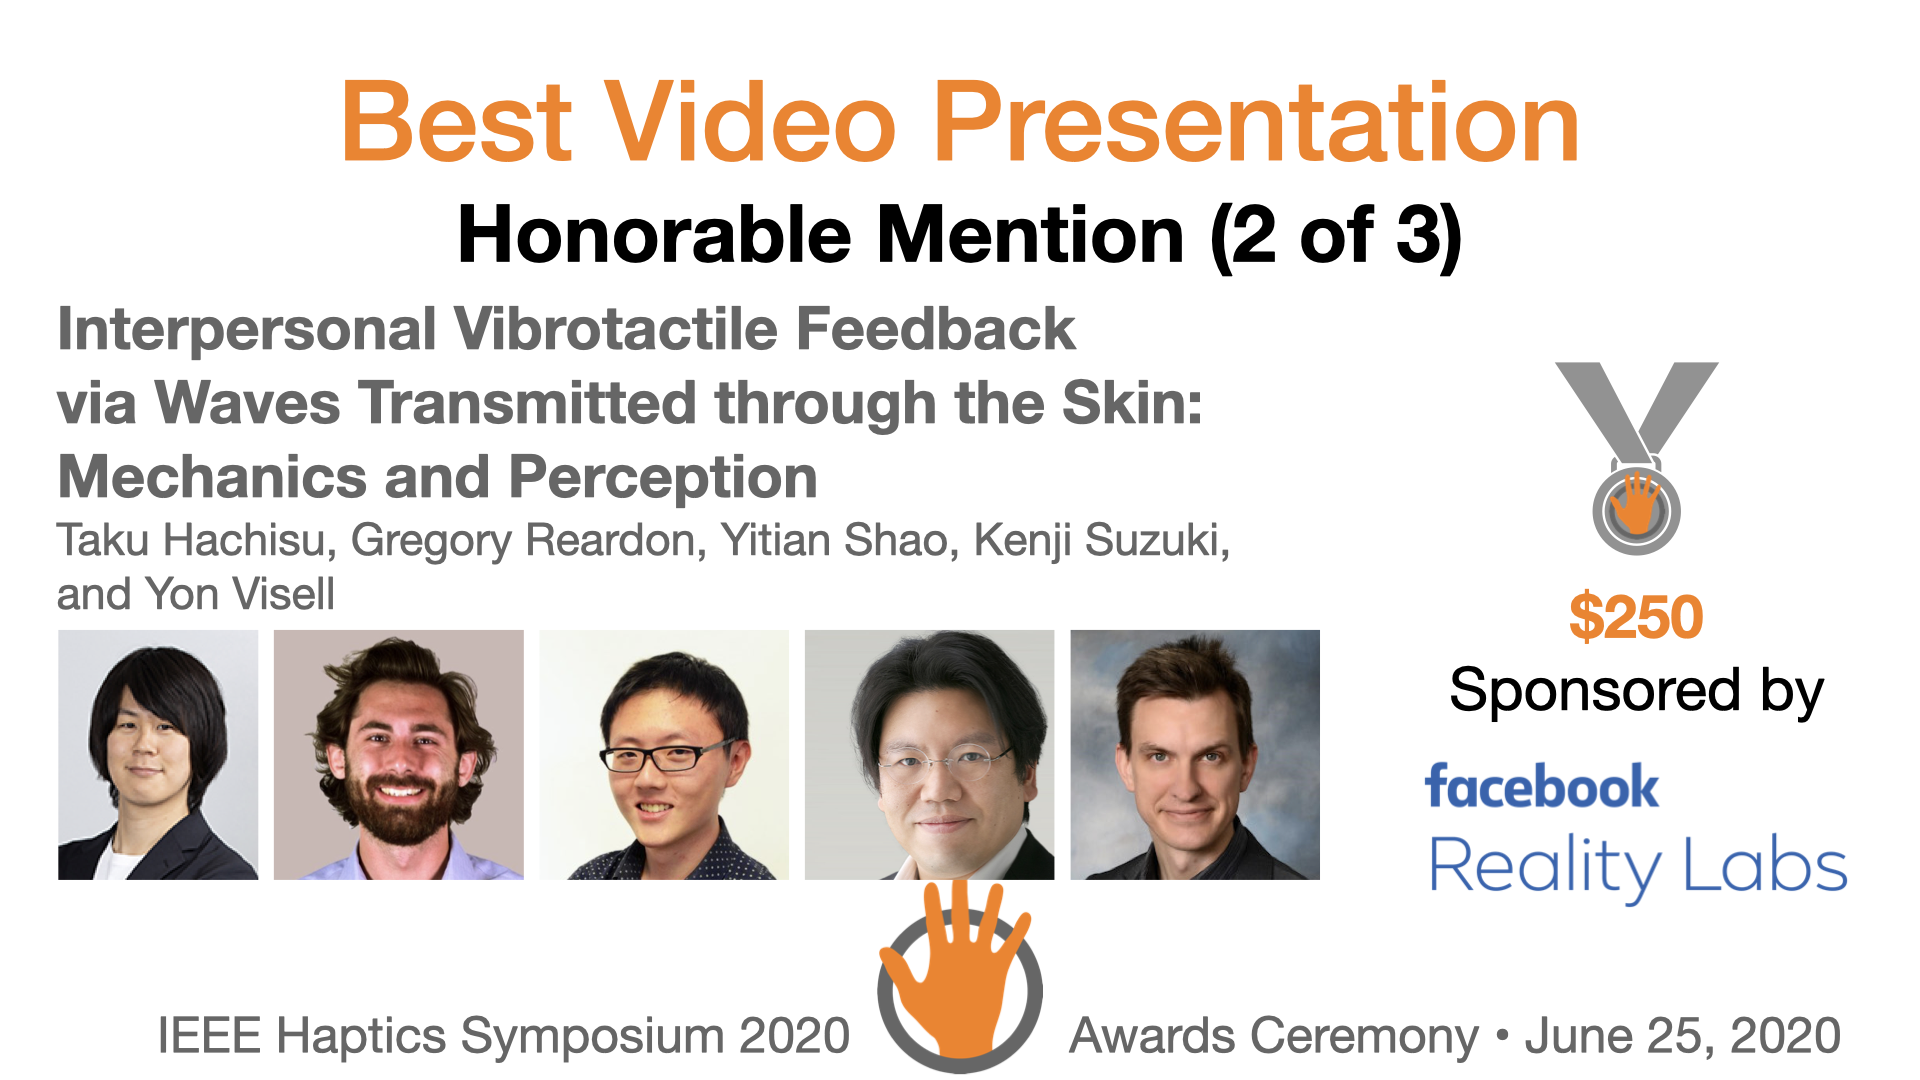 Best Video Presentation
Honorable Mention (2 of 3)
Interpersonal Vibrotactile Feedback
via Waves Transmitted through the Skin:
Mechanics and Perception
Taku Hachisu, Gregory Reardon, Yitian Shao, Kenji Suzuki,
and Yon Visell
$250
Sponsored by
facebook
Reality Labs
IEEE Haptics Symposium 2020
Awards Ceremony • June 25, 2020